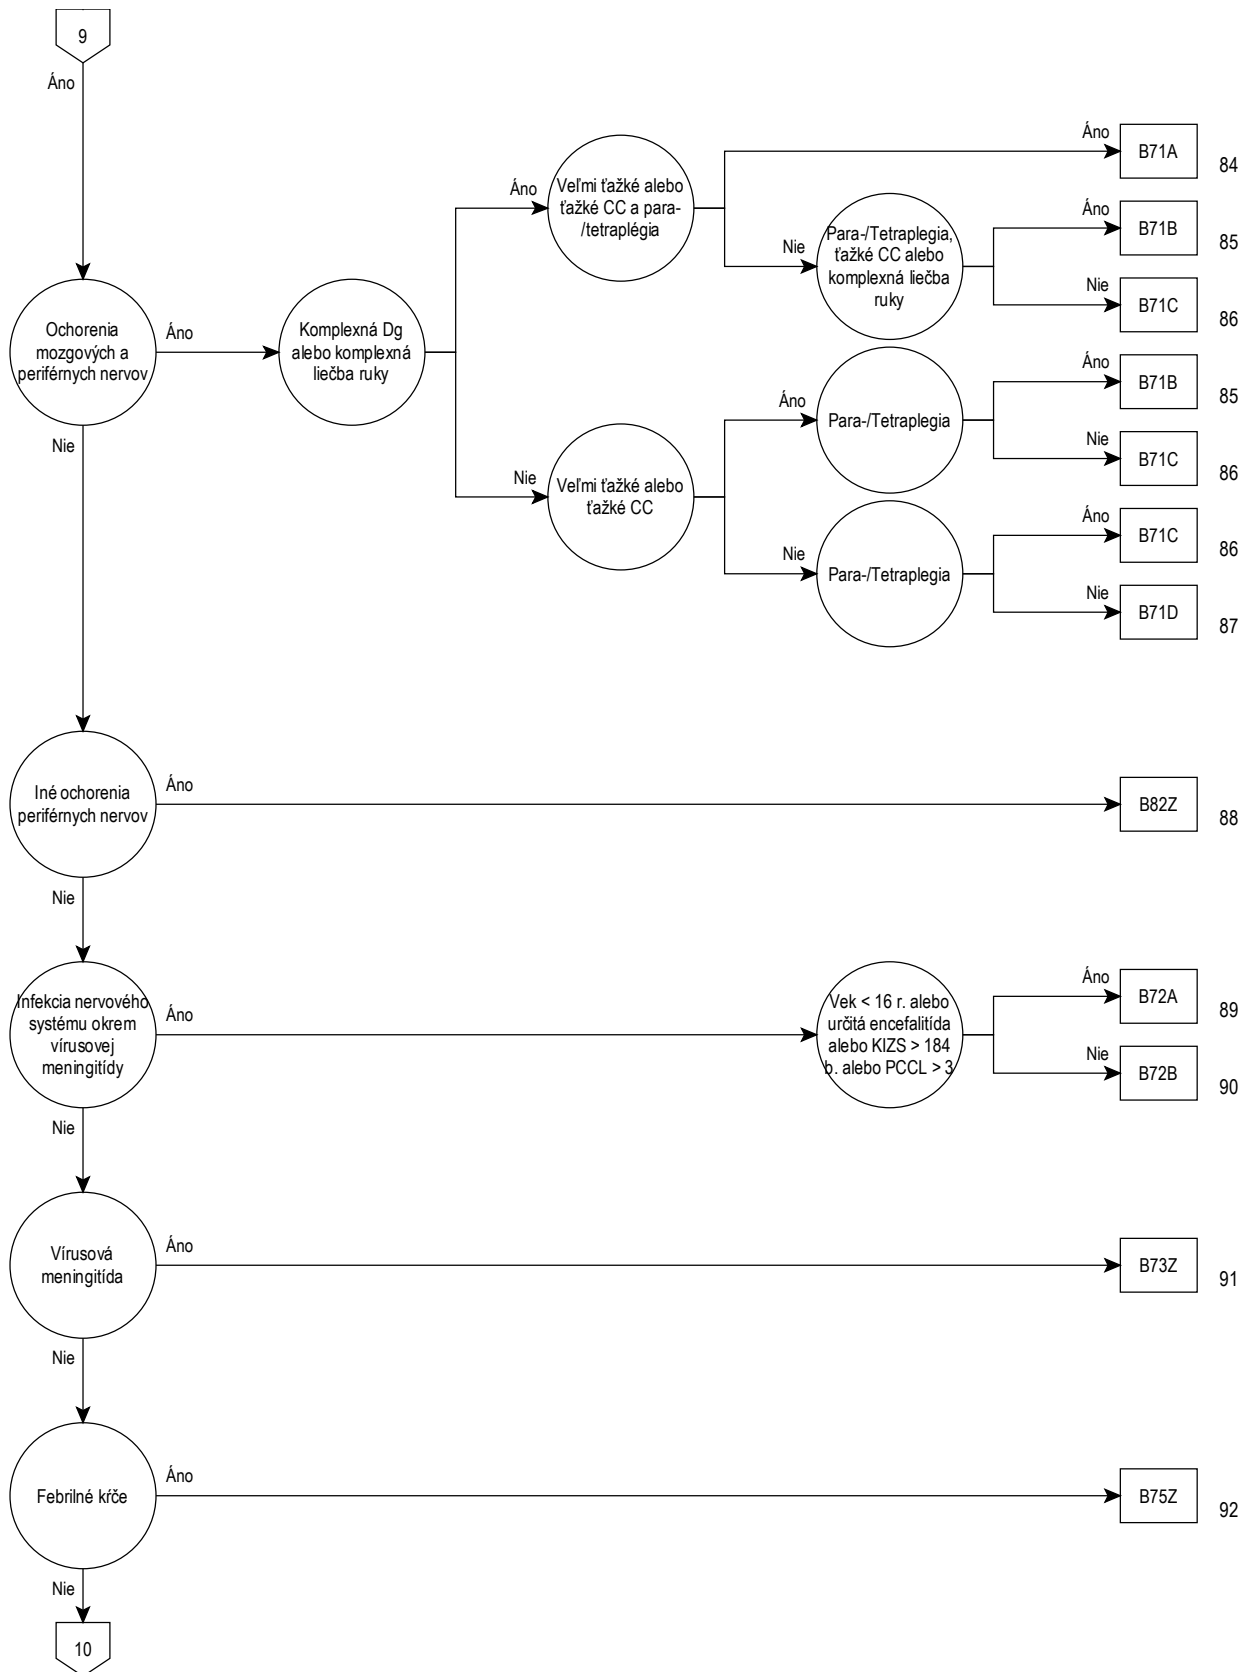 9
Áno
Áno
B71A
84
Áno
Veľmi ťažké alebo
ťažké CC a para-
/tetraplégia
Áno
B71B
85
Nie
Para-/Tetraplegia,
ťažké CC alebo
komplexná liečba
ruky
Nie
B71C
86
Ochorenia
mozgových a
periférnych nervov
Áno
Komplexná Dg
alebo komplexná
liečba ruky
Áno
B71B
85
Áno
Para-/Tetraplegia
Nie
B71C
86
Nie
Nie
Veľmi ťažké alebo
ťažké CC
Áno
B71C
86
Nie
Para-/Tetraplegia
Nie
B71D
87
Iné ochorenia
periférnych nervov
Áno
B82Z
88
Nie
Infekcia nervového
systému okrem
vírusovej
meningitídy
Áno
Vek < 16 r. alebo
určitá encefalitída
alebo KIZS > 184
b. alebo PCCL > 3
Áno
B72A
89
Nie
B72B
90
Nie
Vírusová
meningitída
Áno
B73Z
91
Nie
Febrilné kŕče
Áno
B75Z
92
Nie
10